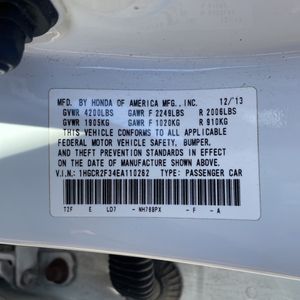 MFD. BY HONDA OF AMERICA MFG., INC. 12/13
GVWR 4200LBS GAWR F 2249LBS R 2006LBS
GVWR 1905KG GAWR F 1020KG R 910KG
THIS VEHICLE CONFORMS TO ALL APPLICABLE
FEDERAL MOTOR VEHICLE SAFETY, BUMPER,
AND THEFT PREVENTION STANDARDS IN EFFECT
ON THE DATE OF MANUFACTURE SHOWN ABOVE.
V.I.N.: 1HGCR2F34EA110262 TYPE: PASSENGER CAR
T2F E LD7 - NH788PX - F - A